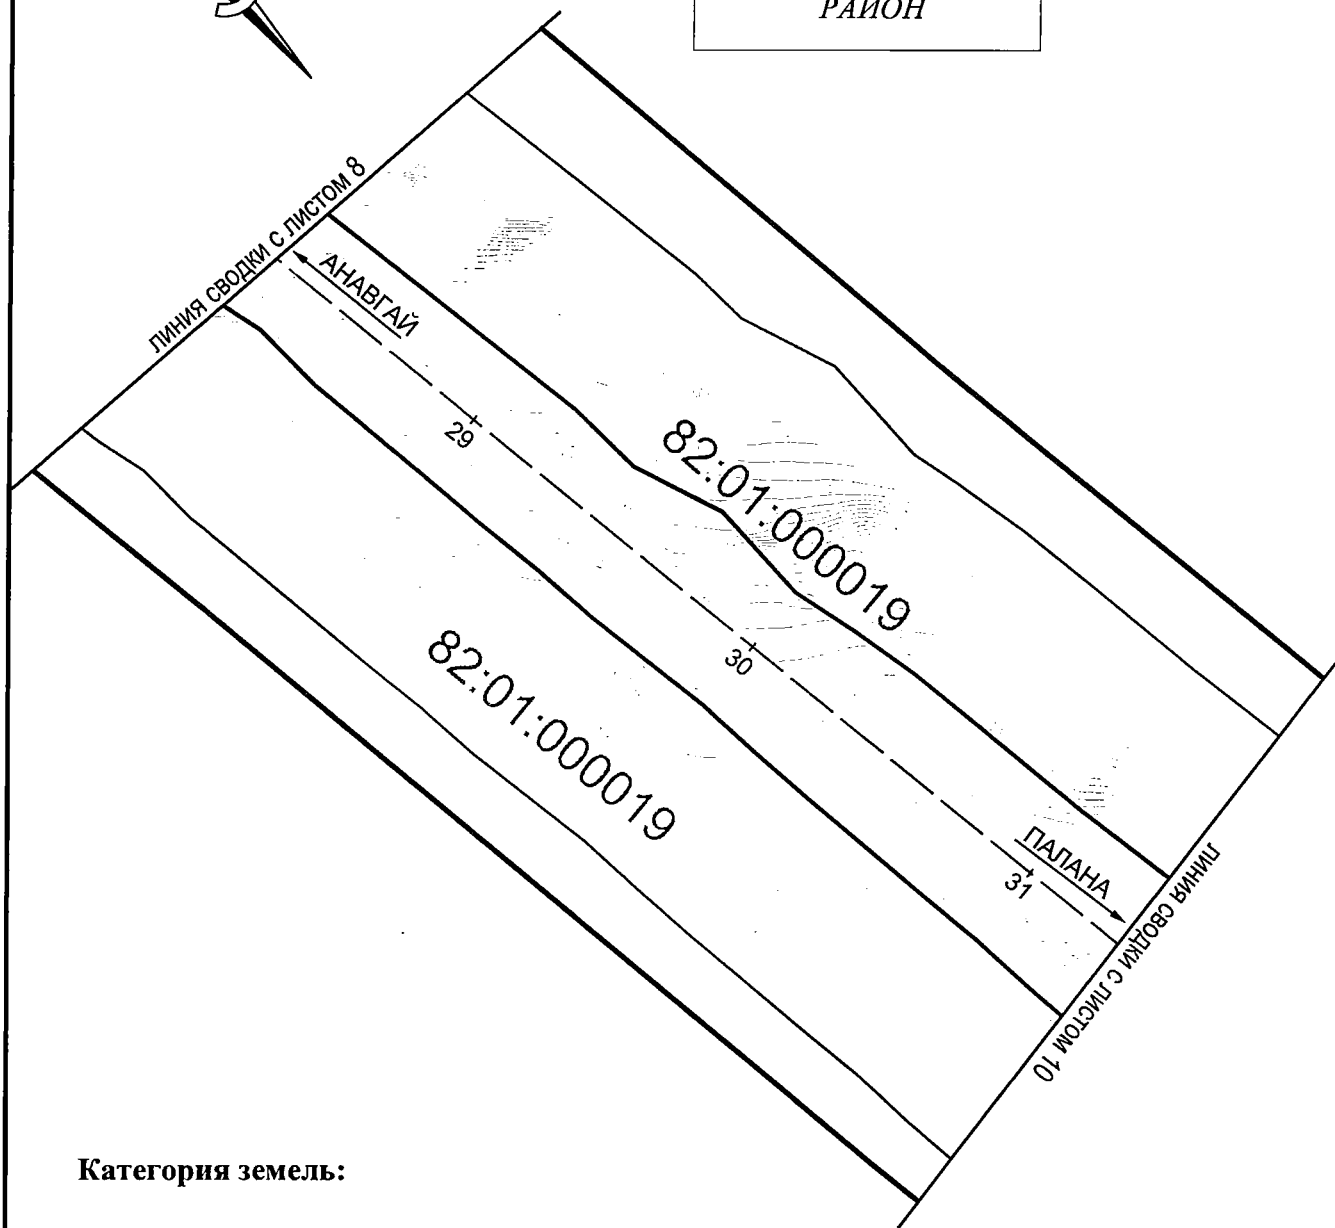 РАЙОН
ЛИНИЯ СВОДКИ С ЛИСТОМ 8
АНАВГАЙ
29
82:01:000019
30
82:01:000019
ПАЛАНА
31
ЛИНИЯ СВОДКИ С ЛИСТОМ 10
Категория земель: